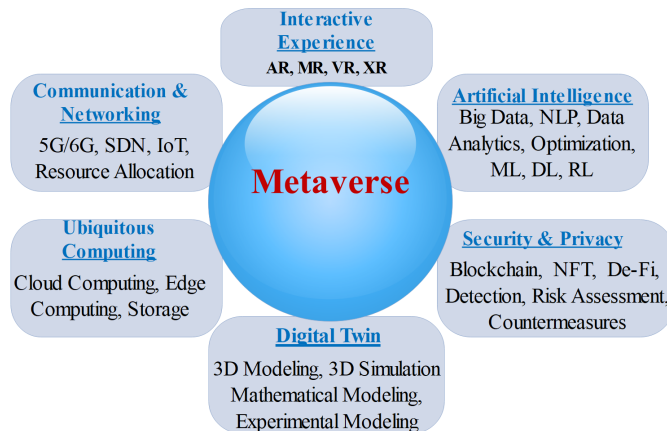 Interactive
Experience
AR, MR, VR, XR
Communication &
Networking
5G/6G, SDN, IoT,
Resource Allocation
Artificial Intelligence
Big Data, NLP, Data
Analytics, Optimization,
ML, DL, RL
Metaverse
Ubiquitous
Computing
Cloud Computing, Edge
Computing, Storage
Security & Privacy
Blockchain, NFT, De-Fi,
Detection, Risk Assessment,
Countermeasures
Digital Twin
3D Modeling, 3D Simulation
Mathematical Modeling,
Experimental Modeling